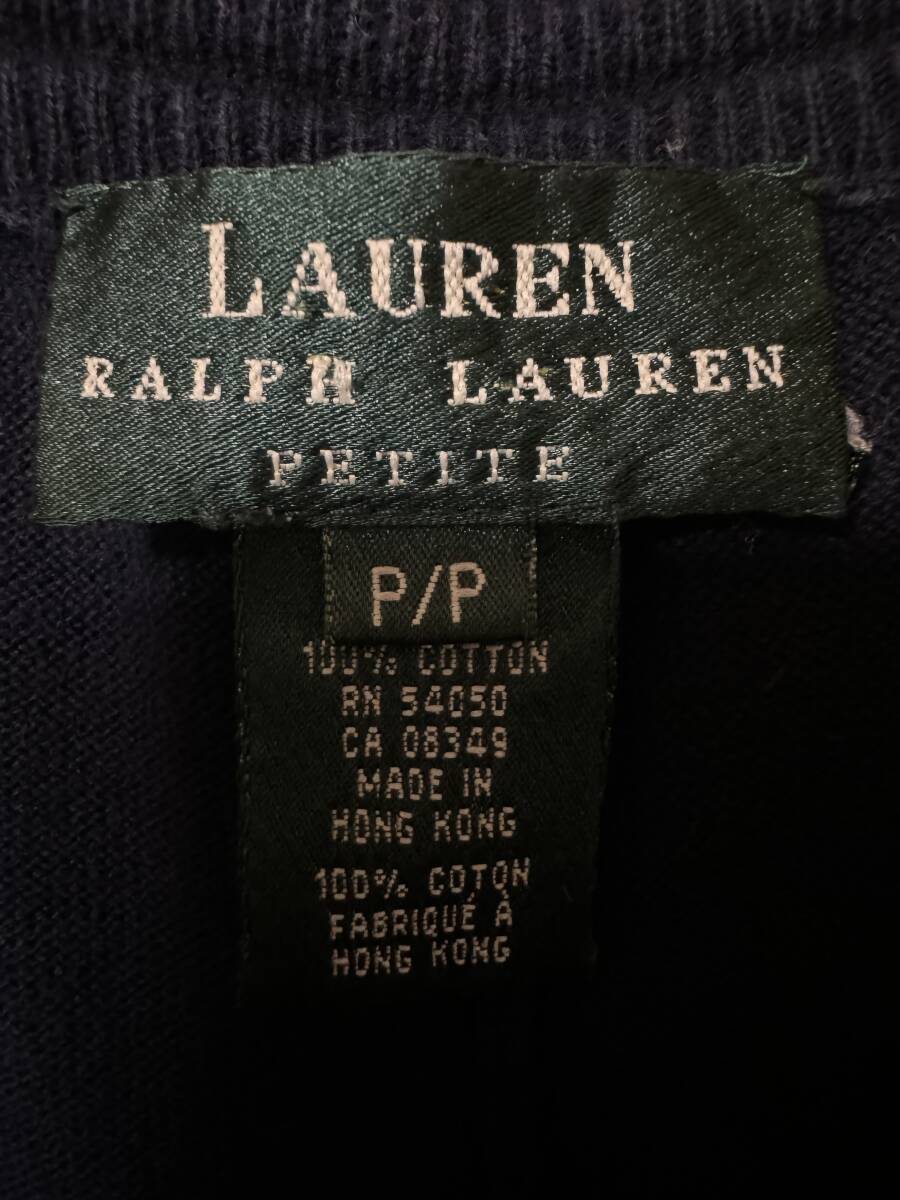 LAUREN
RALPH LAUREN
PETITE
P/P
100% COTTON
RN 54050
CA 08349
MADE IN
HONG KONG
100% COTON
FABRIQUÉ À
HONG KONG